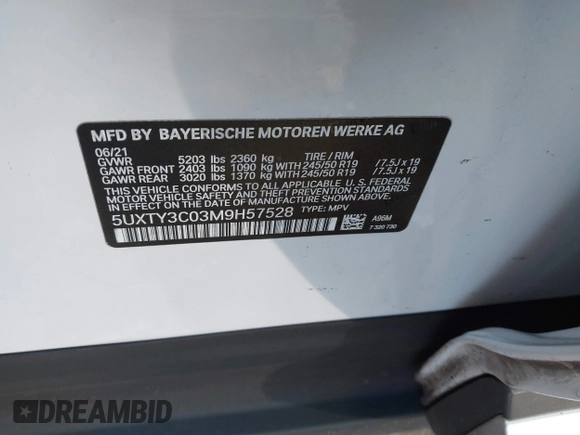 MFD BY BAYERISCHE MOTOREN WERKE AG
06/21 TIRE / RIM
GVWR 5203 lbs 2360 kg
GAWR FRONT 2403 lbs 1090 kg WITH 245/50 R19 / 7.5J x 19
GAWR REAR 3020 lbs 1370 kg WITH 245/50 R19 / 7.5J x 19
THIS VEHICLE CONFORMS TO ALL APPLICABLE U. S. FEDERAL
MOTOR VEHICLE SAFETY AND THEFT PREVENTION STANDARDS
IN EFFECT ON THE DATE OF MANUFACTURE SHOWN ABOVE.
5UXTY3C03M9H57528 TYPE: MPV
A96M
7 320 730
DREAMBID